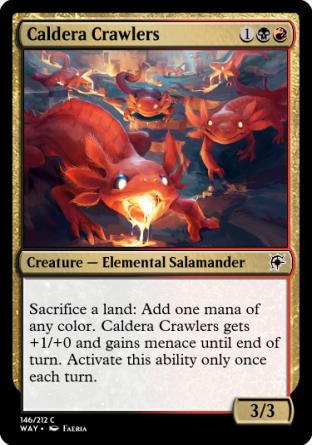 Caldera Crawlers 1
Creature — Elemental Salamander
Sacrifice a land: Add one mana of
any color. Caldera Crawlers gets
+1/+0 and gains menace until end of
turn. Activate this ability only once
each turn.
3/3
146/212 C
WAY • Faeria